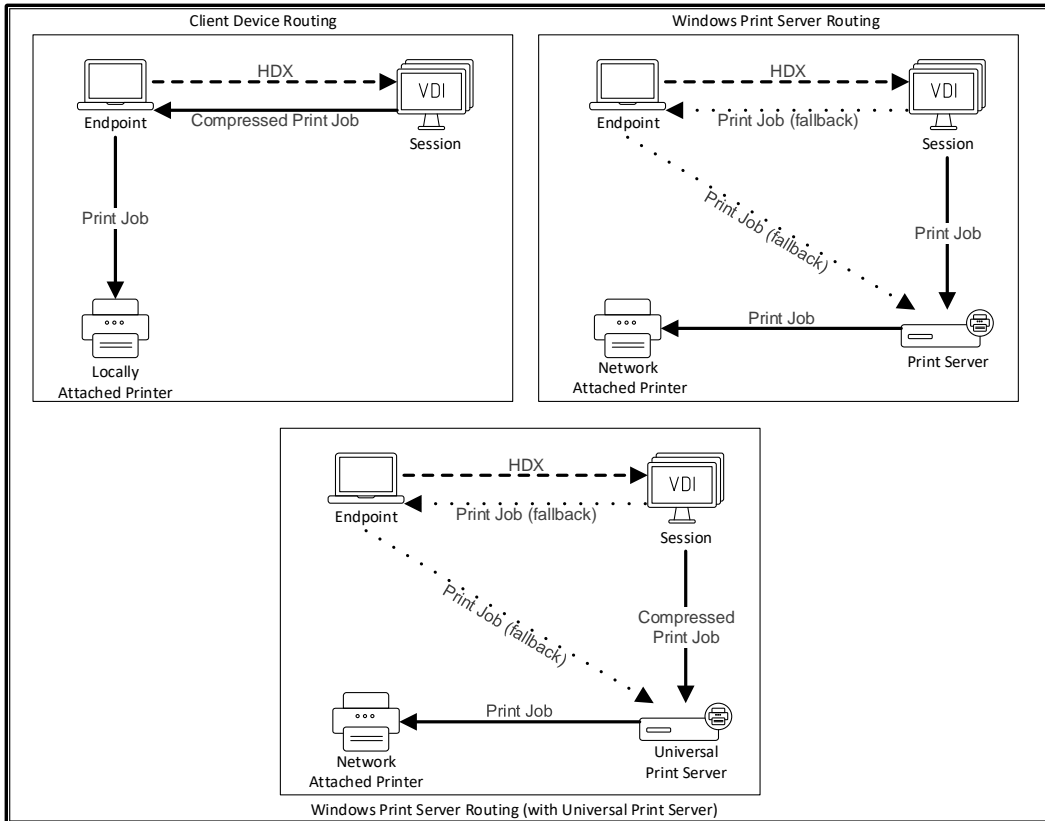 Client Device Routing
HDX
VDI
Compressed Print Job
Endpoint
Session
Print Job
Locally
Attached Printer
Windows Print Server Routing
HDX
VDI
Print Job (fallback)
Endpoint
Session
Print Job (fallback)
Print Job
Print Job
Network
Attached Printer
Print Server
HDX
VDI
Print Job (fallback)
Endpoint
Session
Print Job (fallback)
Compressed
Print Job
Print Job
Network
Attached Printer
Universal
Print Server
Windows Print Server Routing (with Universal Print Server)